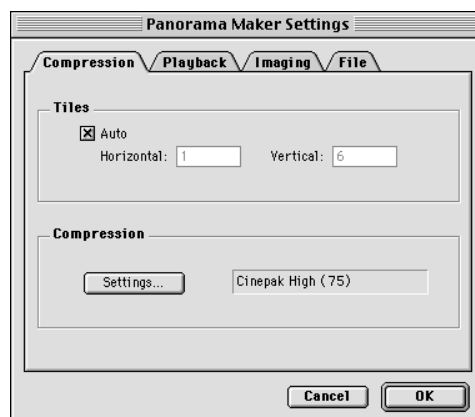 Panorama Maker Settings
Compression Playback Imaging File
Tiles
Auto
Horizontal: 1 Vertical: 6
Compression
Settings... Cinepak High (75)
Cancel OK